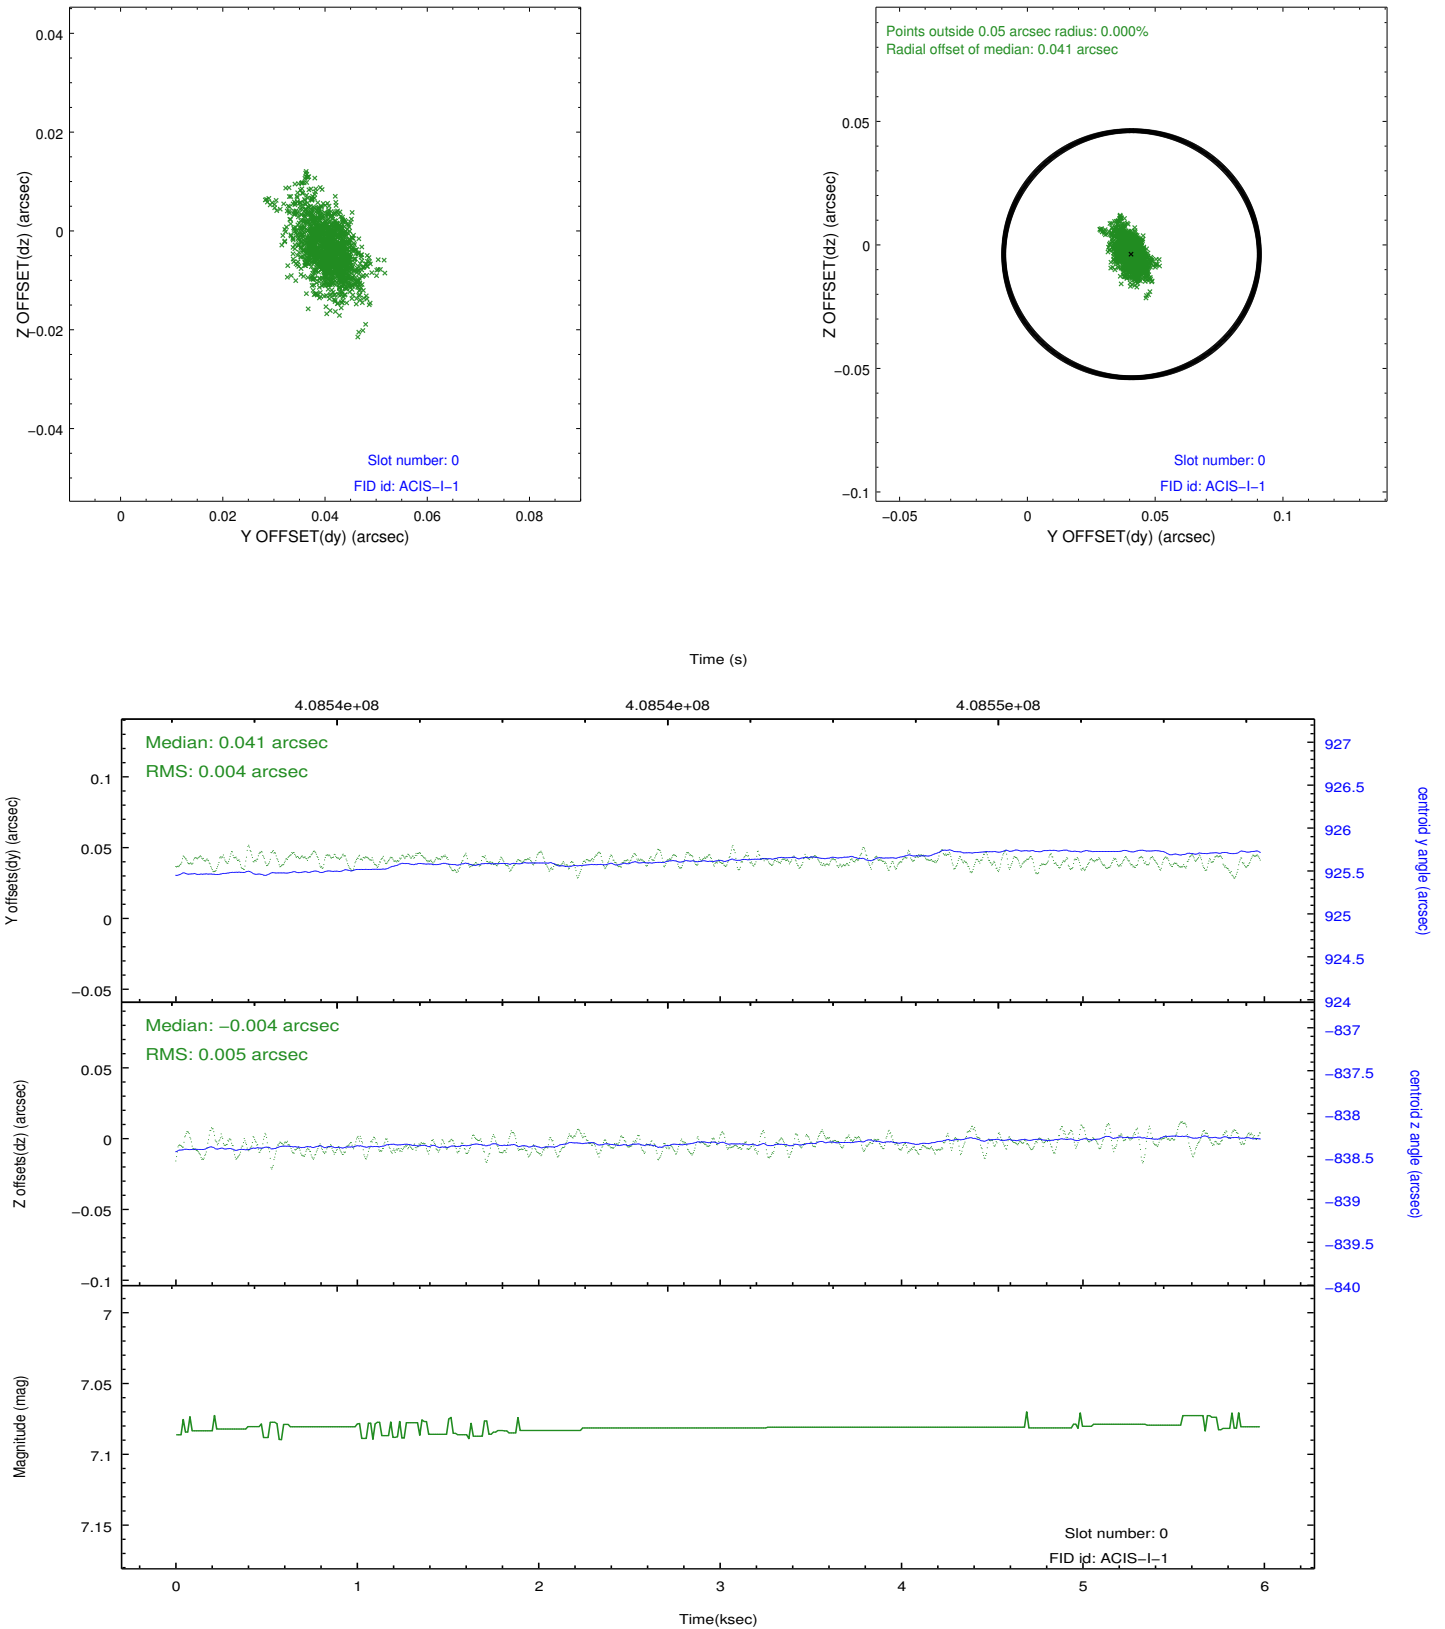 0.04
0.02
0
−0.02
−0.04
Z OFFSET(dz) (arcsec)
Slot number: 0
FID id: ACIS−I−1
0
0.02
0.04
0.06
0.08
Y OFFSET(dy) (arcsec)
Points outside 0.05 arcsec radius: 0.000%
Radial offset of median: 0.041 arcsec
0.05
0
−0.05
−0.1
Z OFFSET(dz) (arcsec)
Slot number: 0
FID id: ACIS−I−1
−0.05
0
0.05
0.1
Y OFFSET(dy) (arcsec)
Time (s)
4.0854e+08
4.0854e+08
4.0855e+08
Median: 0.041 arcsec
RMS: 0.004 arcsec
0.1
0.05
0
−0.05
Y offsets(dy) (arcsec)
927
926.5
926
925.5
925
924.5
924
centroid y angle (arcsec)
Median: −0.004 arcsec
RMS: 0.005 arcsec
0.05
0
−0.05
−0.1
Z offsets(dz) (arcsec)
−837
−837.5
−838
−838.5
−839
−839.5
−840
centroid z angle (arcsec)
7
7.05
7.1
7.15
Magnitude (mag)
Slot number: 0
FID id: ACIS−I−1
0
1
2
3
4
5
6
Time(ksec)